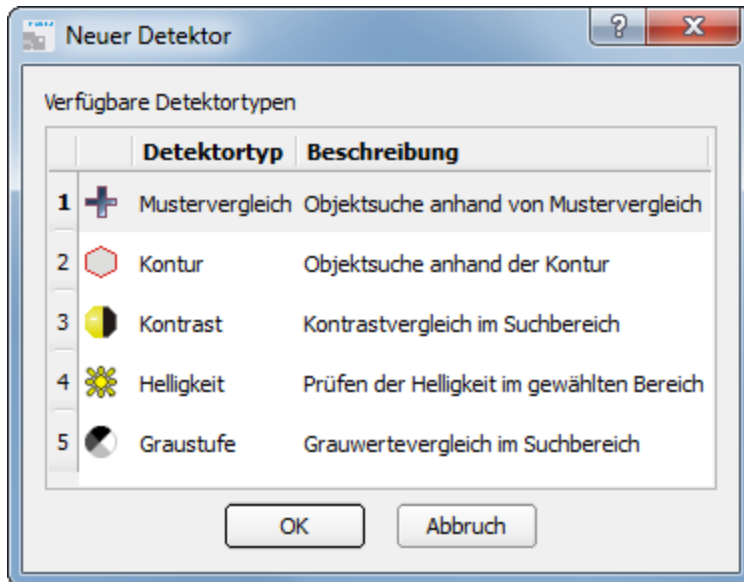 Neuer Detektor
Verfügbare Detektortypen
Detektortyp Beschreibung
1 Mustervergleich Objektsuche anhand von Mustervergleich
2 Kontur Objektsuche anhand der Kontur
3 Kontrast Kontrastvergleich im Suchbereich
4 Helligkeit Prüfen der Helligkeit im gewählten Bereich
5 Graustufe Grauwertevergleich im Suchbereich
OK Abbruch